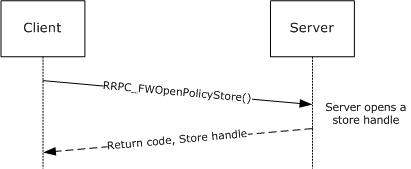 Client
Server
RRPC_FWOpenPolicyStore()
Server opens a
store handle
Return code, Store handle